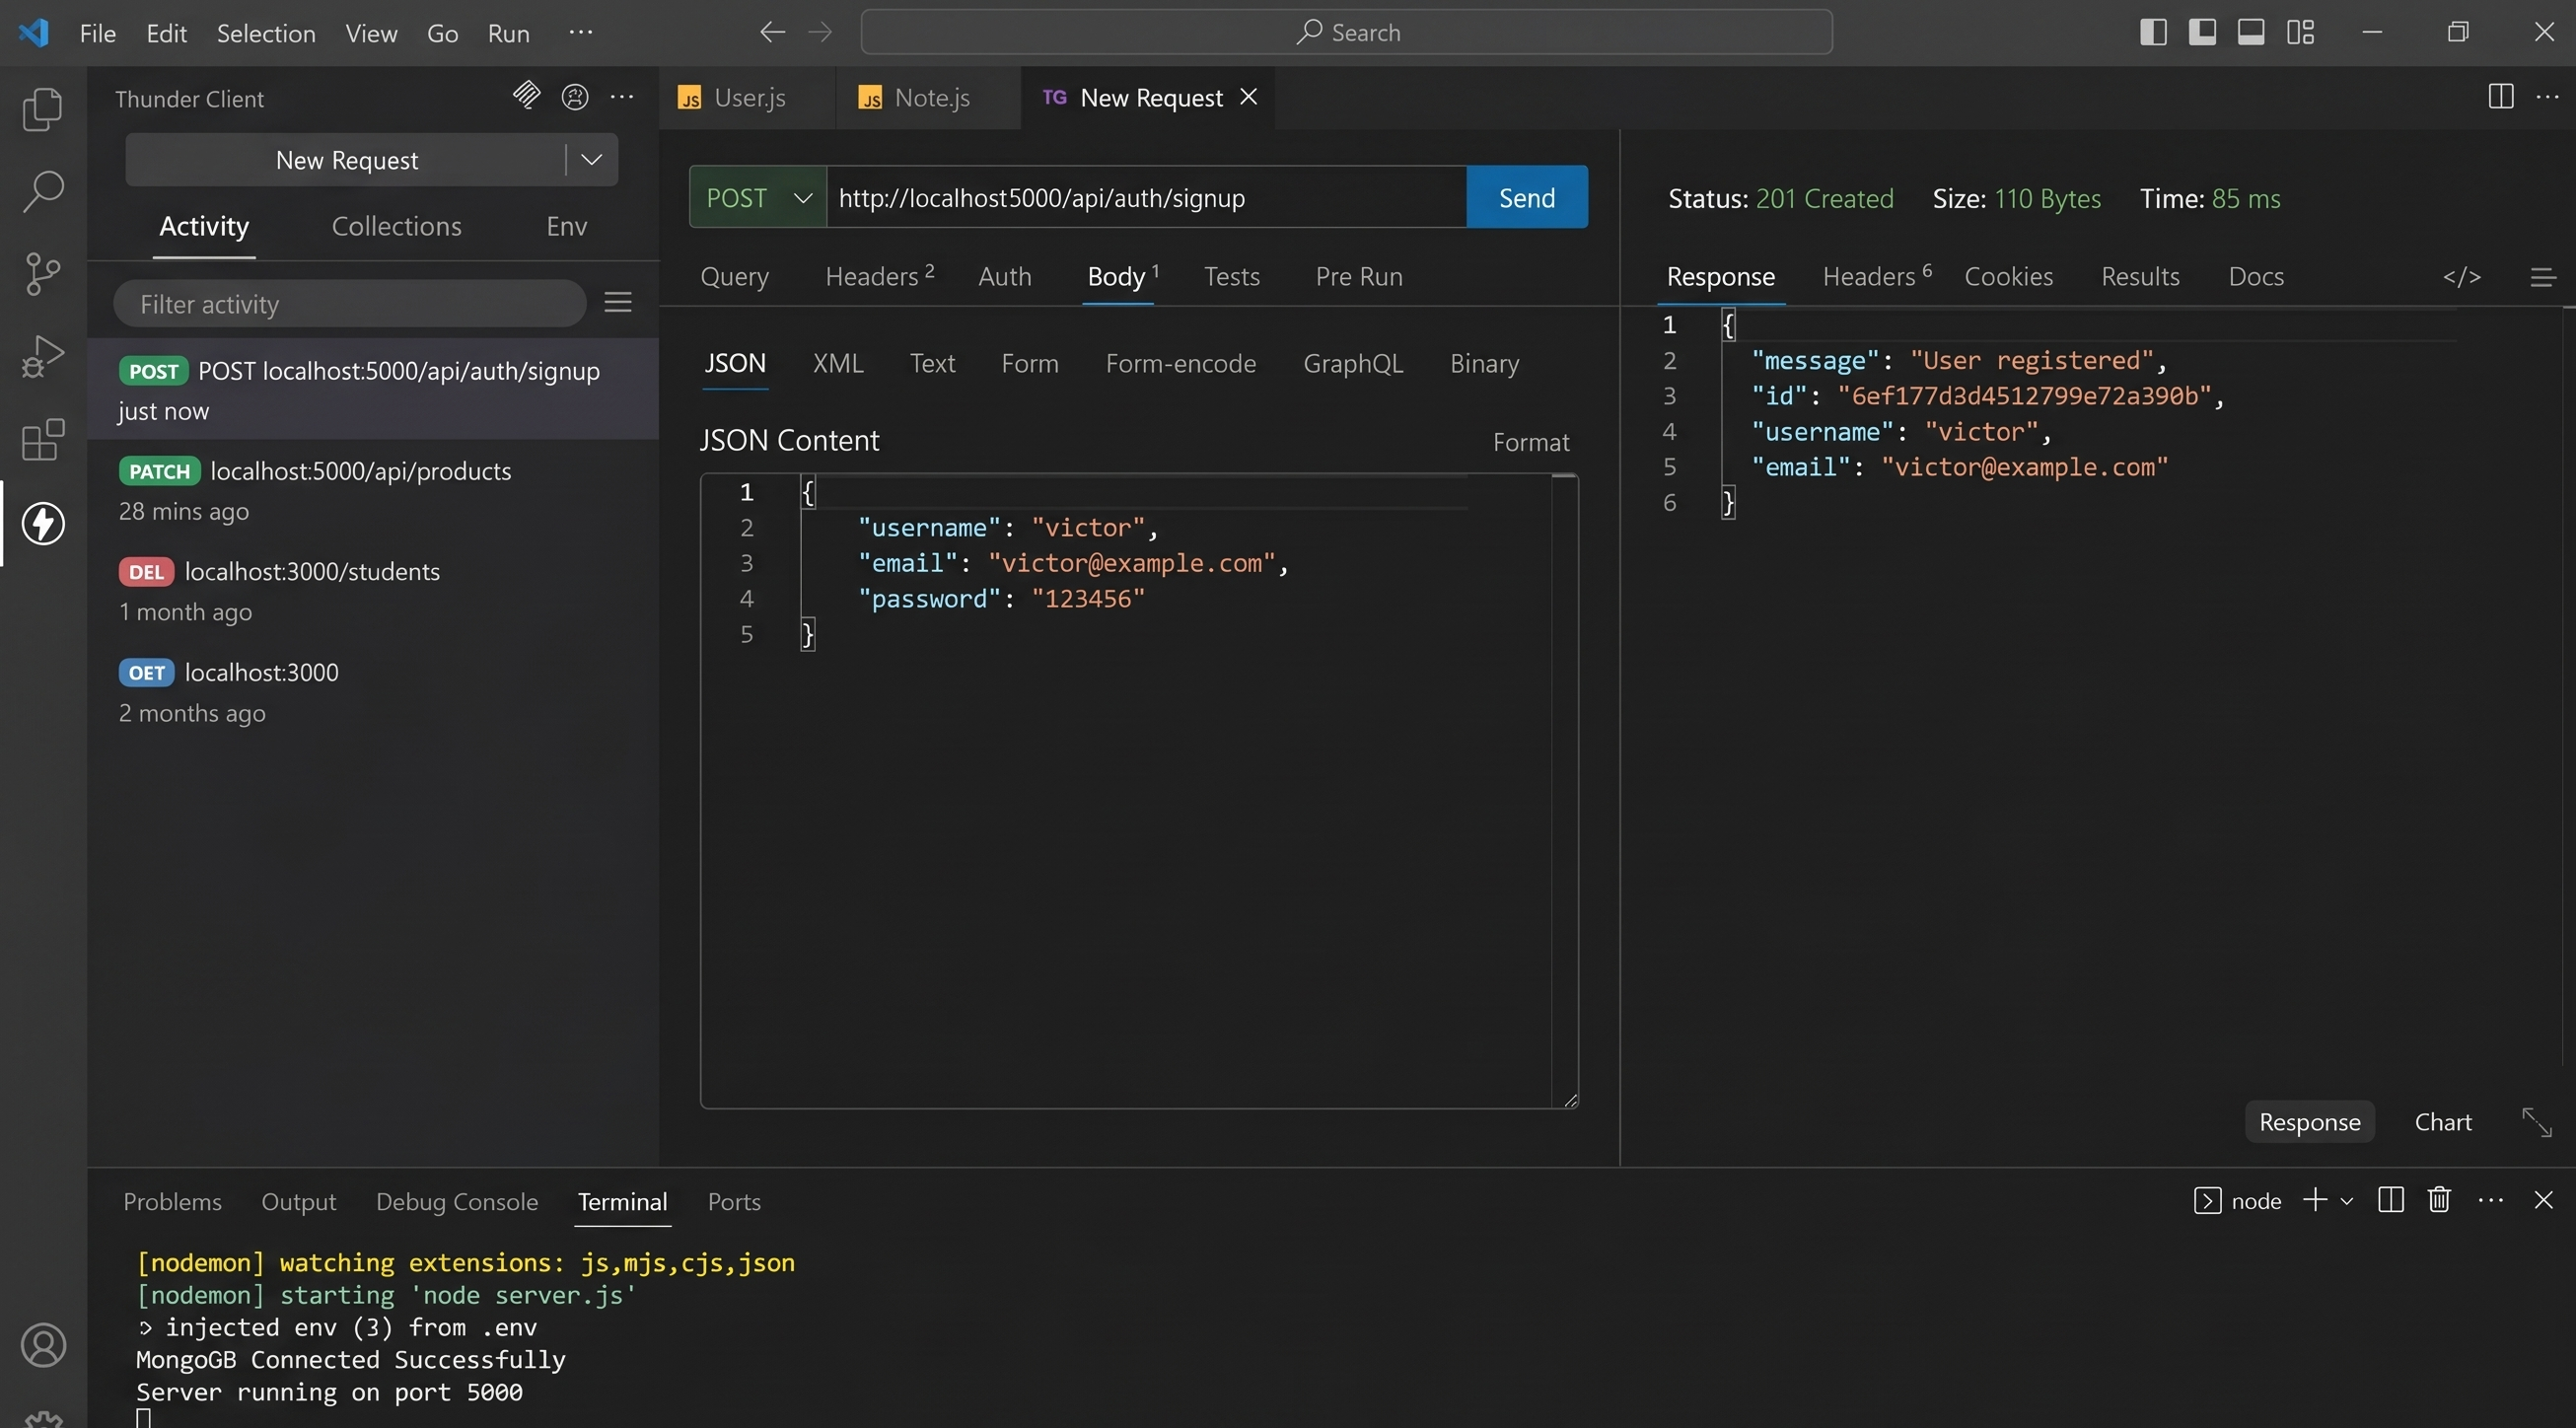 File Edit Selection View Go Run ···
Search
Thunder Client
New Request
Activity Collections Env
Filter activity
POST POST localhost:5000/api/auth/signup
just now
PATCH localhost:5000/api/products
28 mins ago
DEL localhost:3000/students
1 month ago
OET localhost:3000
2 months ago
JS User.js JS Note.js TG New Request
POST http://localhost5000/api/auth/signup Send
Query Headers 2 Auth Body 1 Tests Pre Run
JSON XML Text Form Form-encode GraphQL Binary
JSON Content Format
1 {
2 "username": "victor",
3 "email": "victor@example.com",
4 "password": "123456"
5 }
Status: 201 Created Size: 110 Bytes Time: 85 ms
Response Headers 6 Cookies Results Docs </>
1 {
2 "message": "User registered",
3 "id": "6ef177d3d4512799e72a390b",
4 "username": "victor",
5 "email": "victor@example.com"
6 }
Response Chart
Problems Output Debug Console Terminal Ports
node
[nodemon] watching extensions: js,mjs,cjs,json
[nodemon] starting 'node server.js'
> injected env (3) from .env
MongoGB Connected Successfully
Server running on port 5000